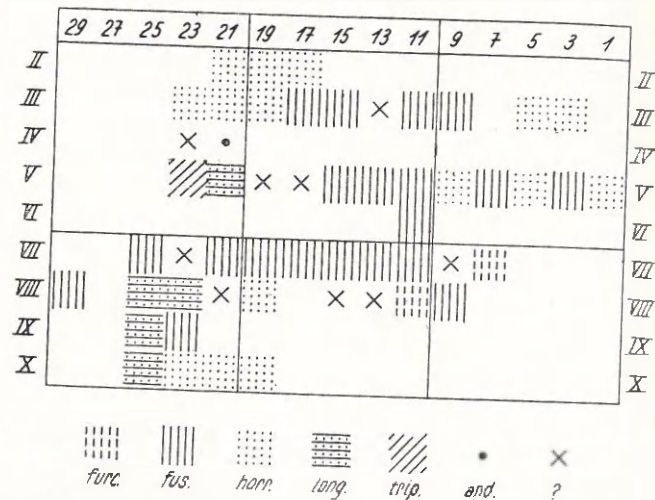 29 27 25 23 21 19 17 15 13 11 9 7 5 3 1
II II
III III
IV IV
V V
VI VI
VII VII
VIII VIII
IX IX
X X
furc. fus. horr. long. trip. and. ?